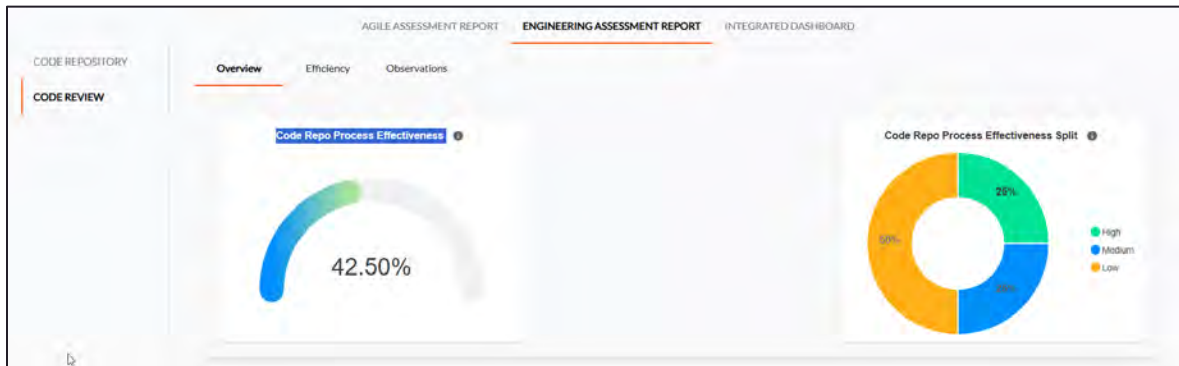 AGILE ASSESSMENT REPORT ENGINEERING ASSESSMENT REPORT INTEGRATED DASHBOARD
CODE REPOSITORY
CODE REVIEW
Overview Efficiency Observations
Code Repo Process Effectiveness
42.50%
Code Repo Process Effectiveness Split
25%
50%
25%
High
Medium
Low